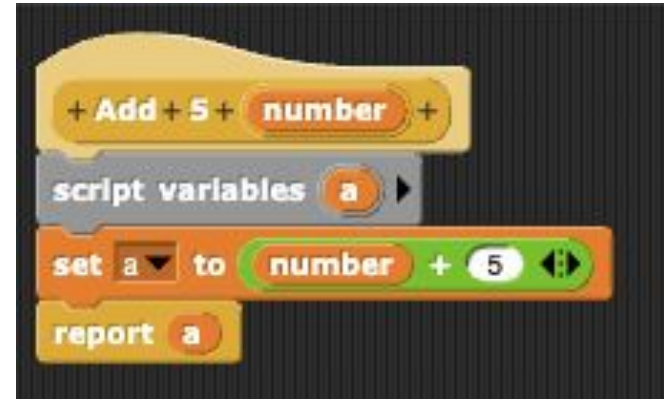 + Add + 5 + number +
script variables a
set a to number + 5
report a